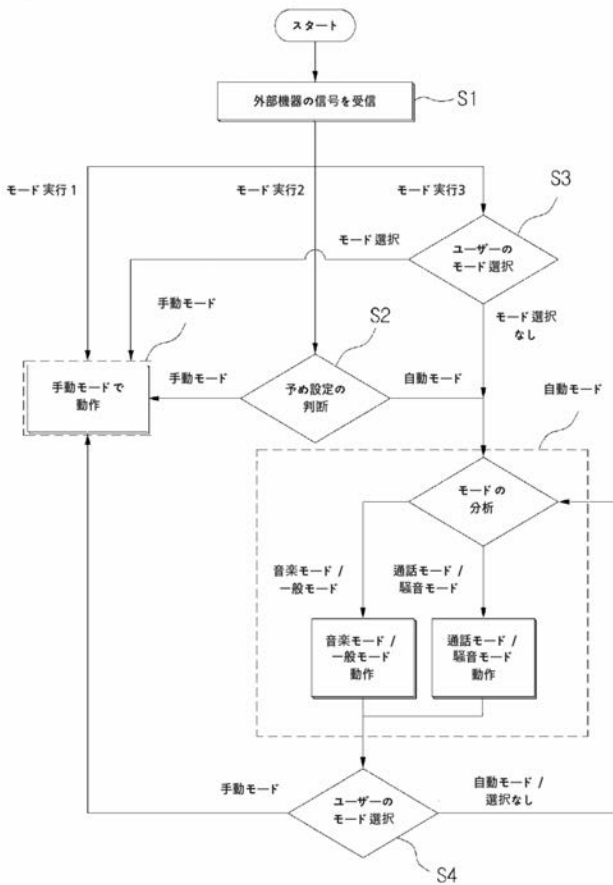 スタート
外部機器の信号を受信
S1
モード実行1
モード実行2
モード実行3
S3
ユーザーの
モード選択
モード選択
モード選択
なし
手動モード
S2
手動モードで
動作
手動モード
予め設定の
判断
自動モード
自動モード
モードの
分析
音楽モード /
一般モード
通話モード /
騒音モード
音楽モード /
一般モード
動作
通話モード /
騒音モード
動作
手動モード
ユーザーの
モード選択
自動モード /
選択なし
S4